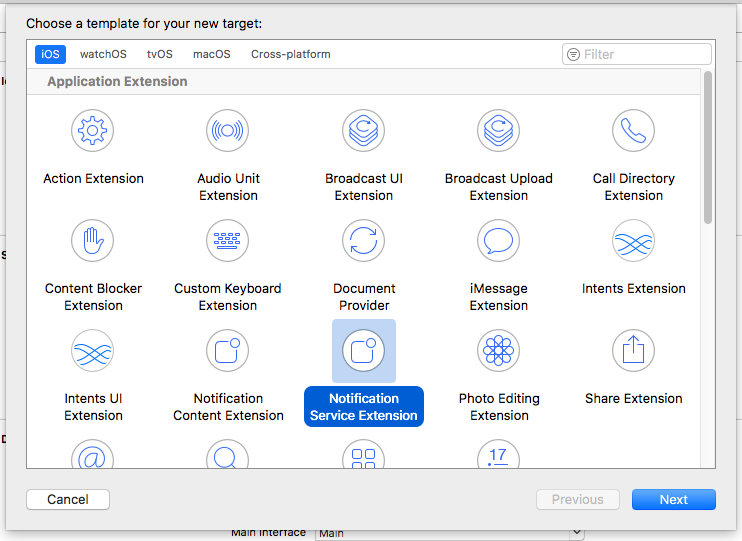 Choose a template for your new target:
iOS watchOS tvOS macOS Cross-platform Filter
Application Extension
Action Extension
Audio Unit
Extension
Broadcast UI
Extension
Broadcast Upload
Extension
Call Directory
Extension
Content Blocker
Extension
Custom Keyboard
Extension
Document
Provider
iMessage
Extension
Intents Extension
Intents UI
Extension
Notification
Content Extension
Notification
Service Extension
Photo Editing
Extension
Share Extension
17
Cancel Previous Next
Main Interface Main